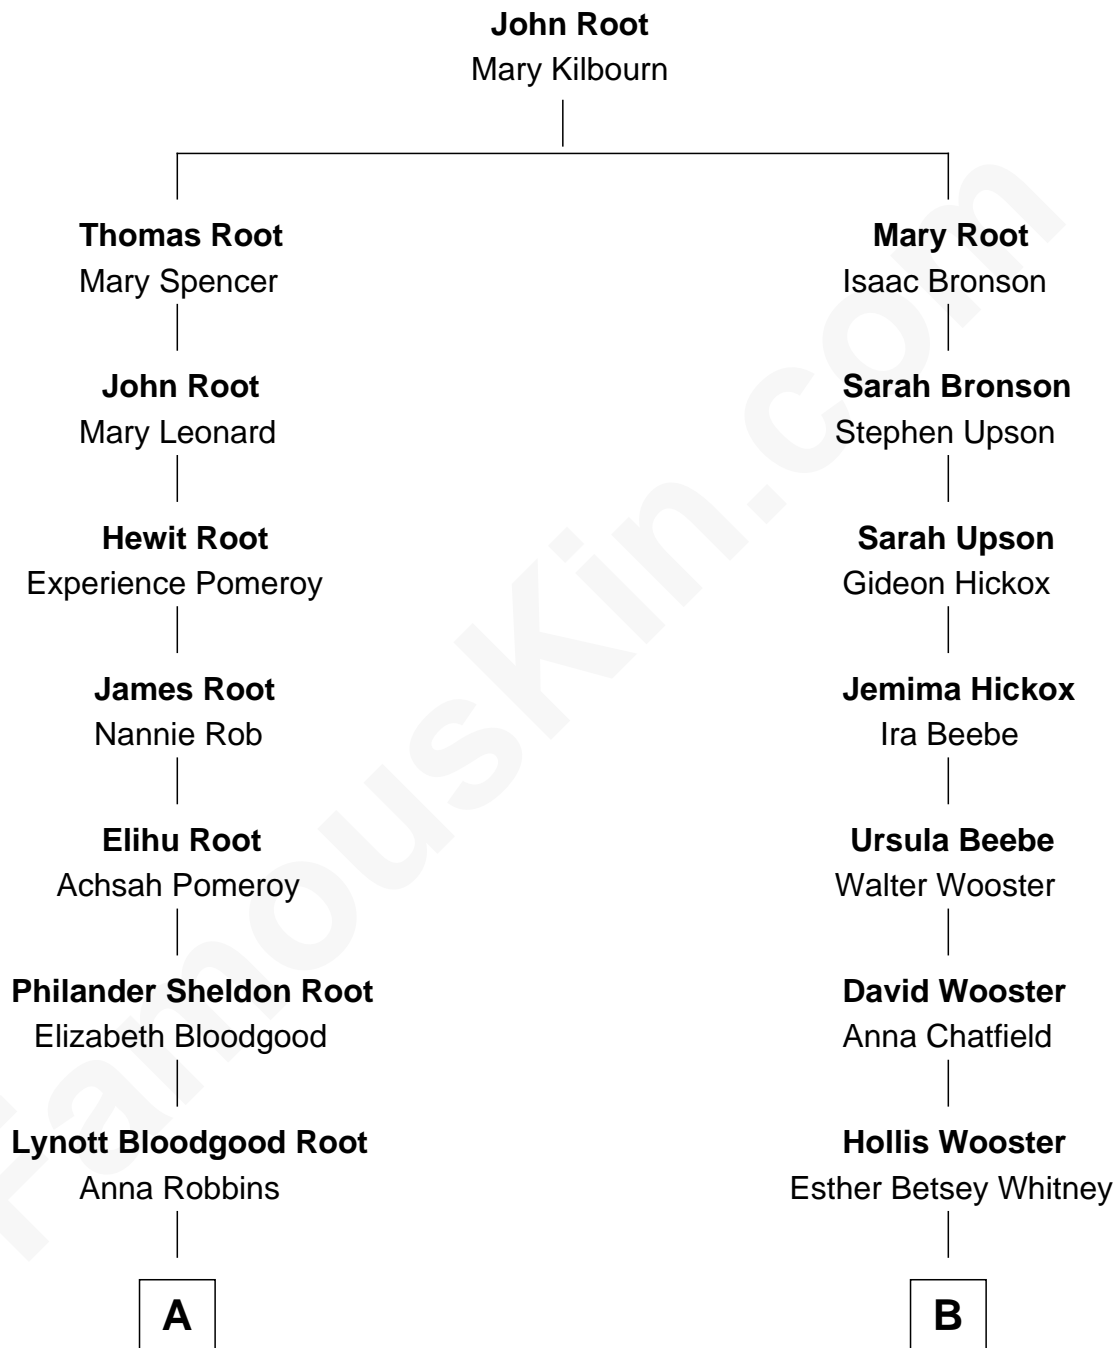 John Root
Mary Kilbourn
Thomas Root
Mary Spencer
Mary Root
Isaac Bronson
John Root
Mary Leonard
Sarah Bronson
Stephen Upson
Hewit Root
Experience Pomeroy
Sarah Upson
Gideon Hickox
James Root
Nannie Rob
Jemima Hickox
Ira Beebe
Elihu Root
Achsah Pomeroy
Ursula Beebe
Walter Wooster
Philander Sheldon Root
Elizabeth Bloodgood
David Wooster
Anna Chatfield
Lynott Bloodgood Root
Anna Robbins
Hollis Wooster
Esther Betsey Whitney
A
B
FamousKin.com